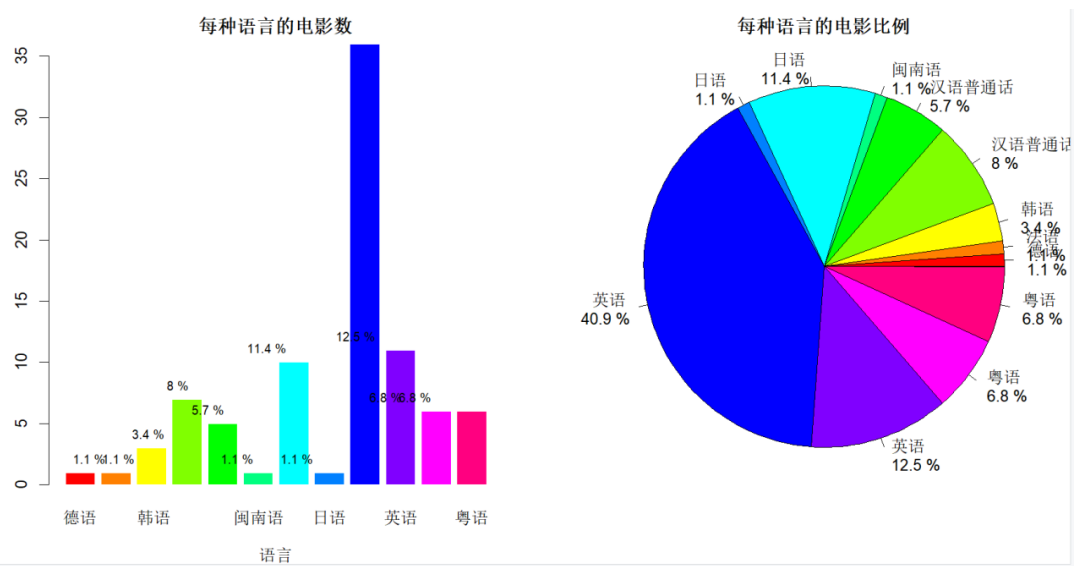 每种语言的电影数
35
30
25
20
15
10
5
0
1.1 %
1.1 %
3.4 %
8 %
5.7 %
1.1 %
11.4 %
1.1 %
12.5 %
6.8 %
6.8 %
德语
韩语
闽南语
日语
英语
粤语
语言
每种语言的电影比例
日语
11.4 %
日语
1.1 %
闽南语
1.1 %
汉语普通话
5.7 %
汉语普通话
8 %
韩语
3.4 %
法语
1.1 %
德语
1.1 %
粤语
6.8 %
粤语
6.8 %
英语
12.5 %
英语
40.9 %